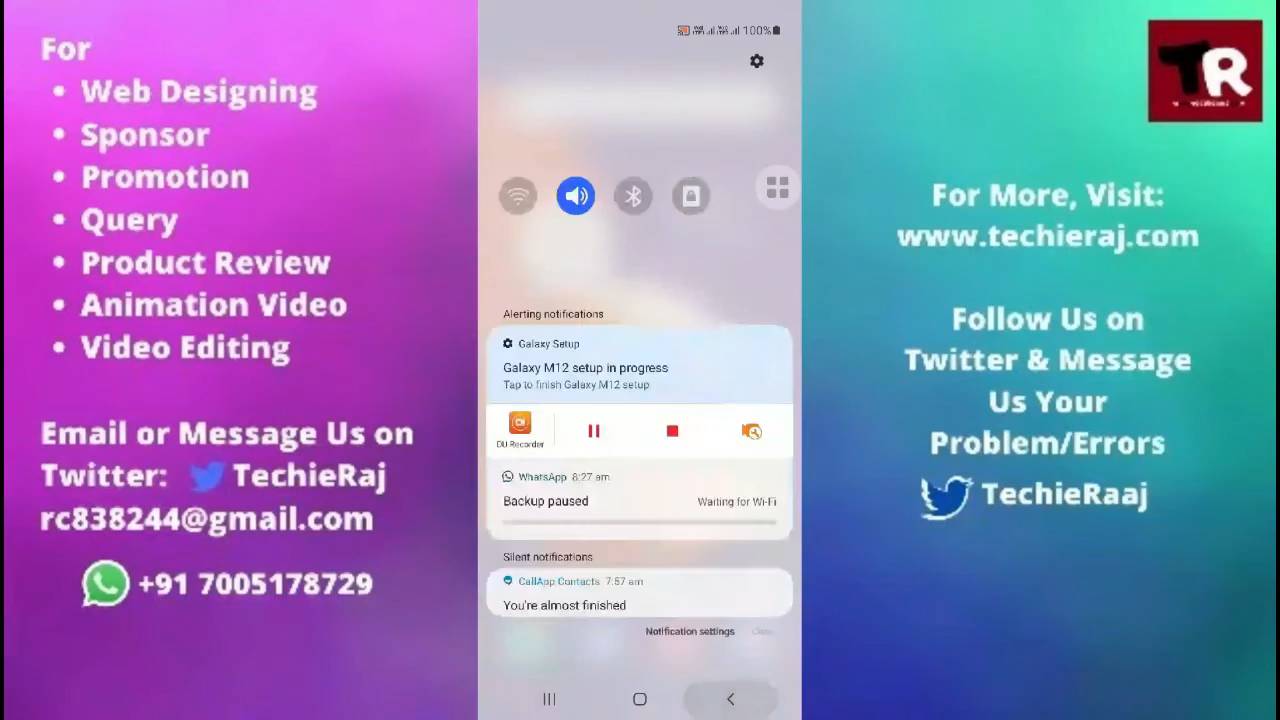 For
• Web Designing
• Sponsor
• Promotion
• Query
• Product Review
• Animation Video
• Video Editing
Email or Message Us on
Twitter: TechieRaj
rc838244@gmail.com
+91 7005178729
100%
Alerting notifications
Galaxy Setup
Galaxy M12 setup in progress
Tap to finish Galaxy M12 setup
DU Recorder
WhatsApp 8:27 am
Backup paused Waiting for Wi-Fi
Silent notifications
CallApp Contacts 7:57 am
You're almost finished
Notification settings Clear
TR
For More, Visit:
www.techieraj.com
Follow Us on
Twitter & Message
Us Your
Problem/Errors
TechieRaaj